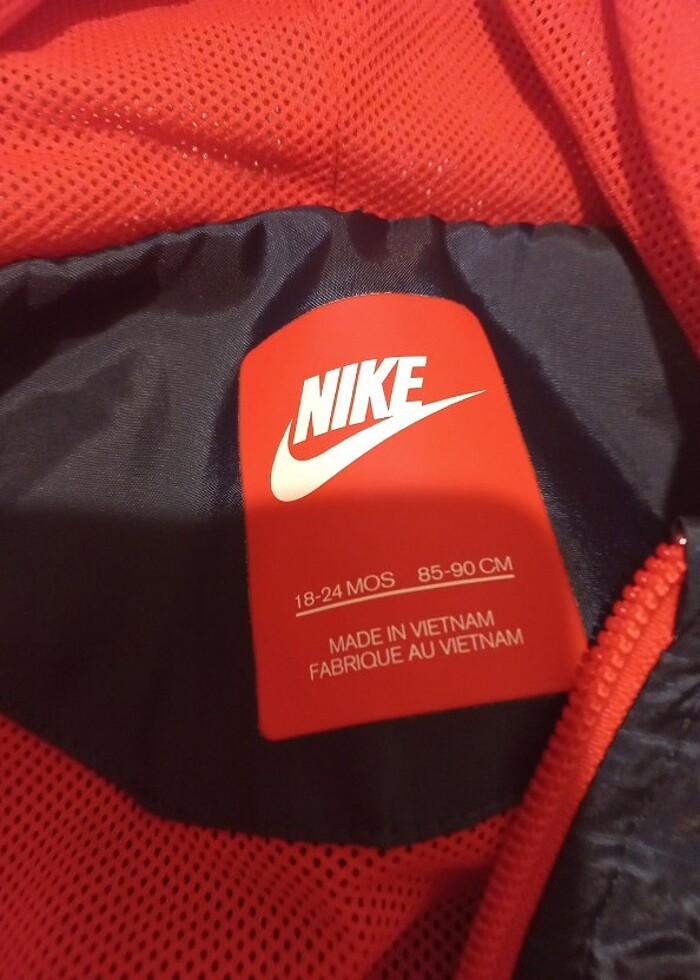 NIKE
18-24 MOS 85-90 CM
MADE IN VIETNAM
FABRIQUE AU VIETNAM